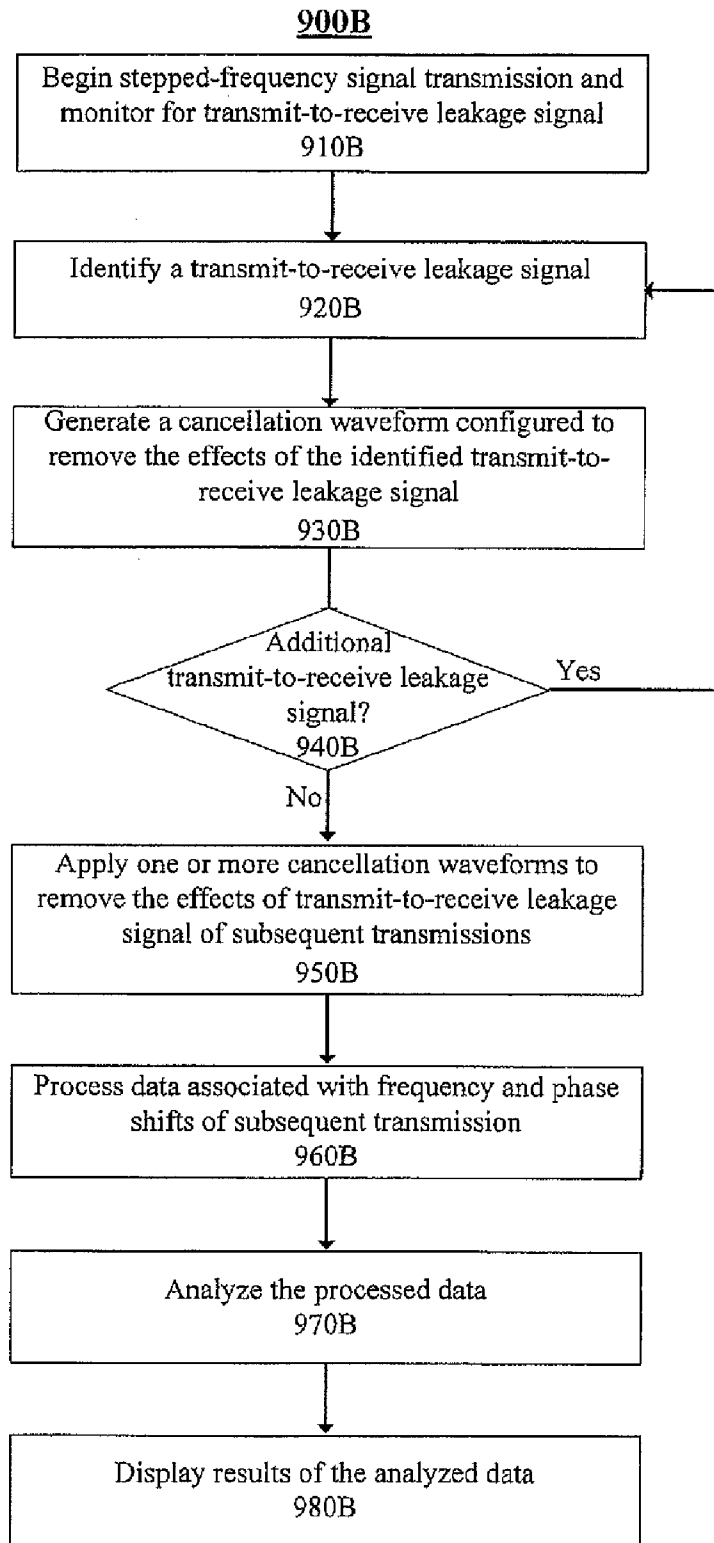 900B
Begin stepped-frequency signal transmission and
monitor for transmit-to-receive leakage signal
910B
Identify a transmit-to-receive leakage signal
920B
Generate a cancellation waveform configured to
remove the effects of the identified transmit-to-
receive leakage signal
930B
Additional
transmit-to-receive leakage
signal?
940B
Yes
No
Apply one or more cancellation waveforms to
remove the effects of transmit-to-receive leakage
signal of subsequent transmissions
950B
Process data associated with frequency and phase
shifts of subsequent transmission
960B
Analyze the processed data
970B
Display results of the analyzed data
980B